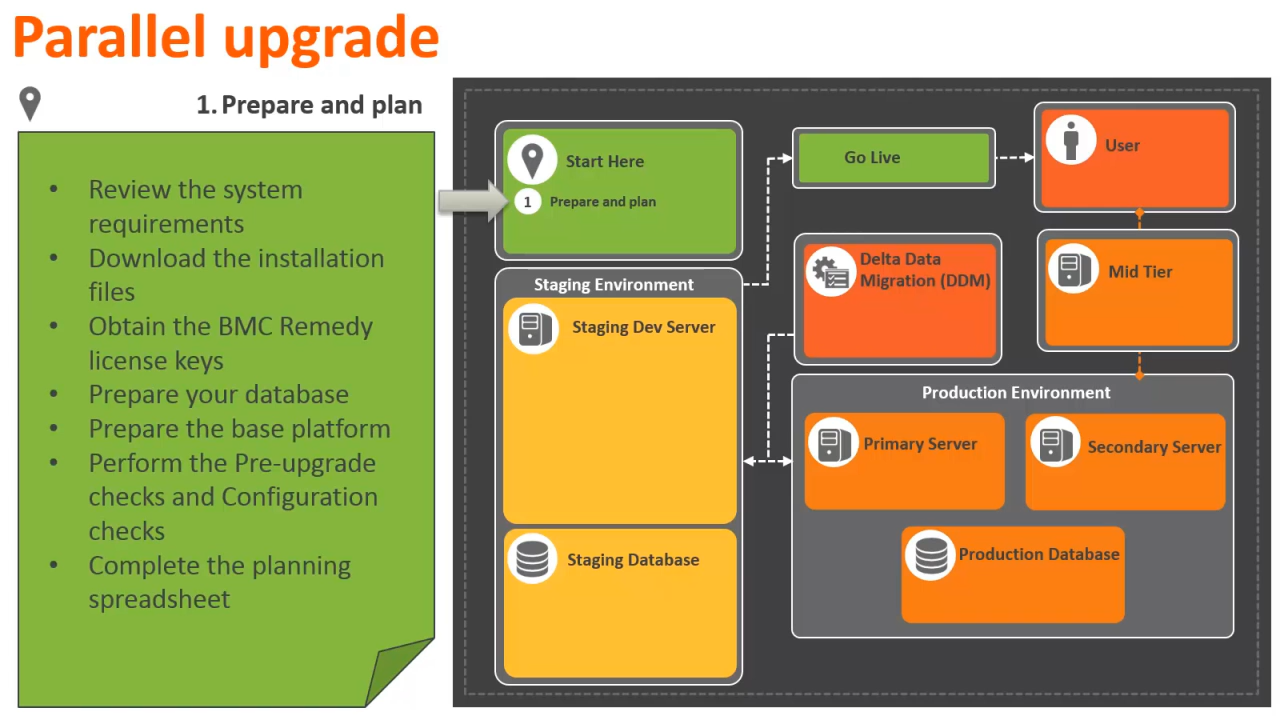 Parallel upgrade
1. Prepare and plan
• Review the system
requirements
• Download the installation
files
• Obtain the BMC Remedy
license keys
• Prepare your database
• Prepare the base platform
• Perform the Pre-upgrade
checks and Configuration
checks
• Complete the planning
spreadsheet
Start Here
1 Prepare and plan
Staging Environment
Staging Dev Server
Staging Database
Go Live
User
Delta Data
Migration (DDM)
Mid Tier
Production Environment
Primary Server
Secondary Server
Production Database